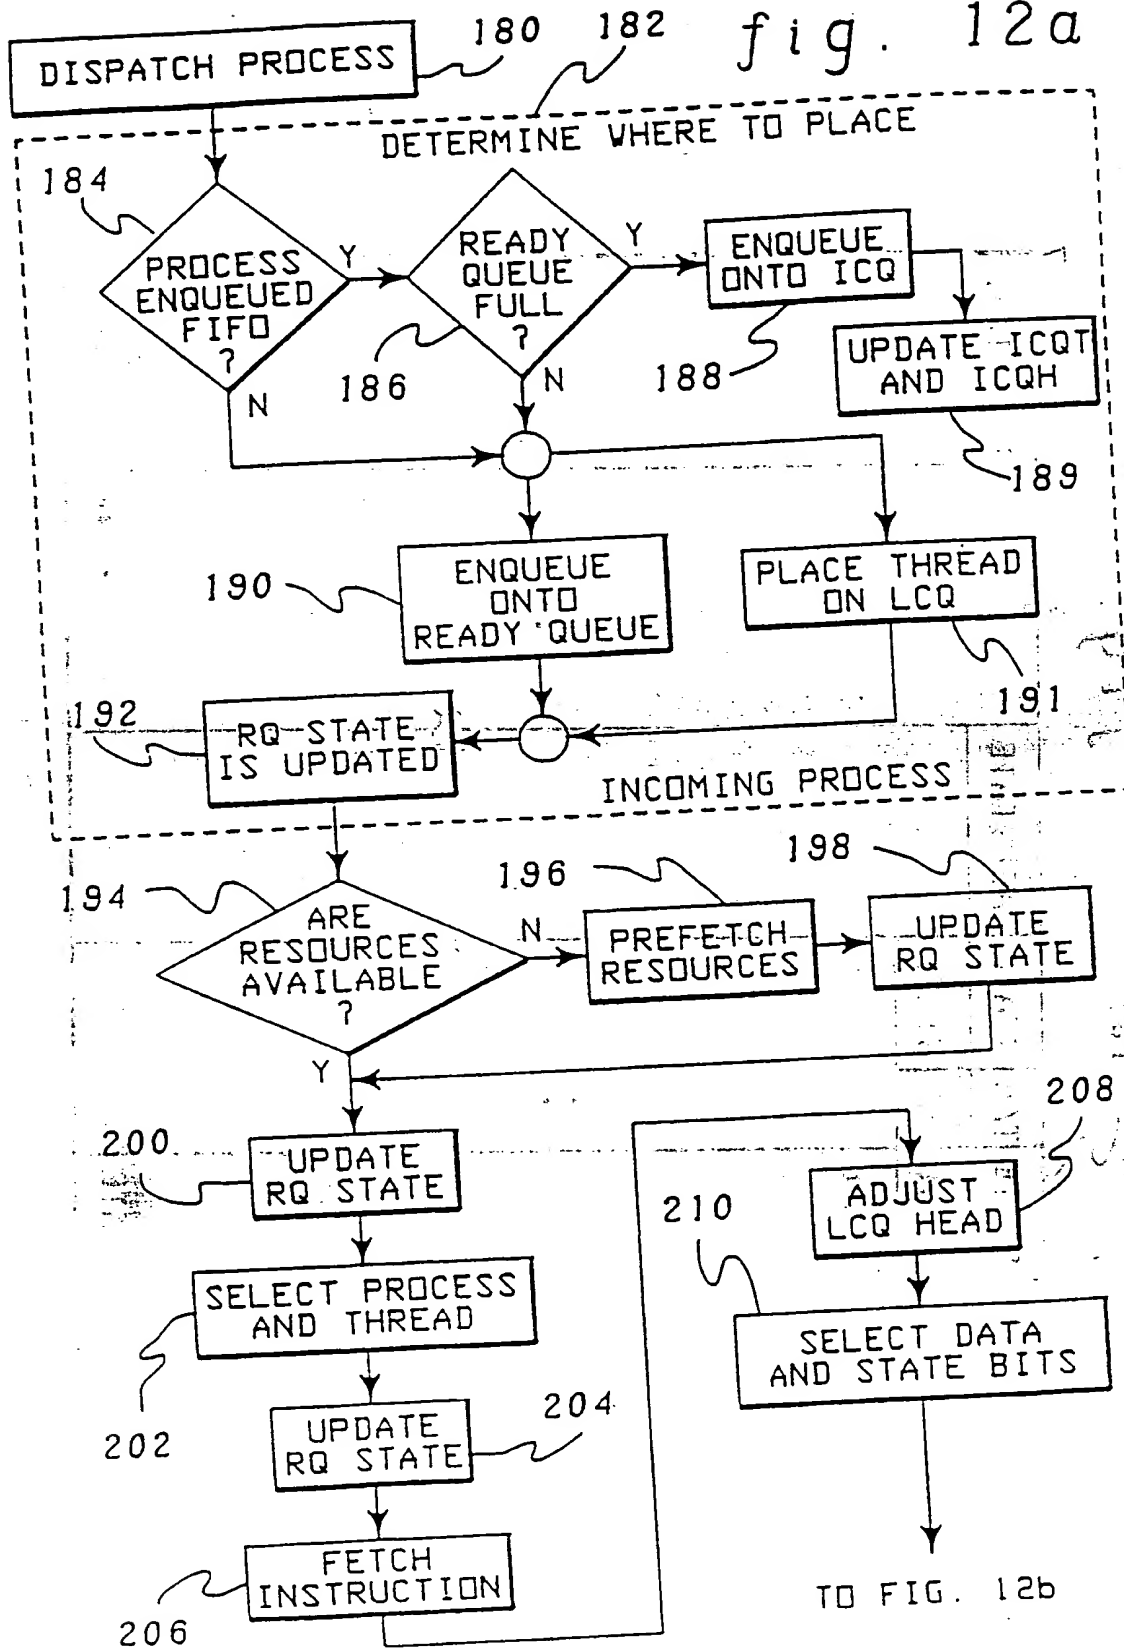 fig. 12a
DISPATCH PROCESS
180
182
DETERMINE WHERE TO PLACE
184
PROCESS
ENQUEUED
FIFO
?
Y
N
READY
QUEUE
FULL
?
186
Y
N
ENQUEUE
ONTO ICQ
188
UPDATE ICQT
AND ICQH
189
190
ENQUEUE
ONTO
READY QUEUE
PLACE THREAD
ON LCQ
191
192
RQ STATE
IS UPDATED
INCOMING PROCESS
194
ARE
RESOURCES
AVAILABLE
?
N
Y
196
PREFETCH
RESOURCES
198
UPDATE
RQ STATE
200
UPDATE
RQ STATE
SELECT PROCESS
AND THREAD
202
UPDATE
RQ STATE
204
FETCH
INSTRUCTION
206
208
ADJUST
LCQ HEAD
210
SELECT DATA
AND STATE BITS
TO FIG. 12b